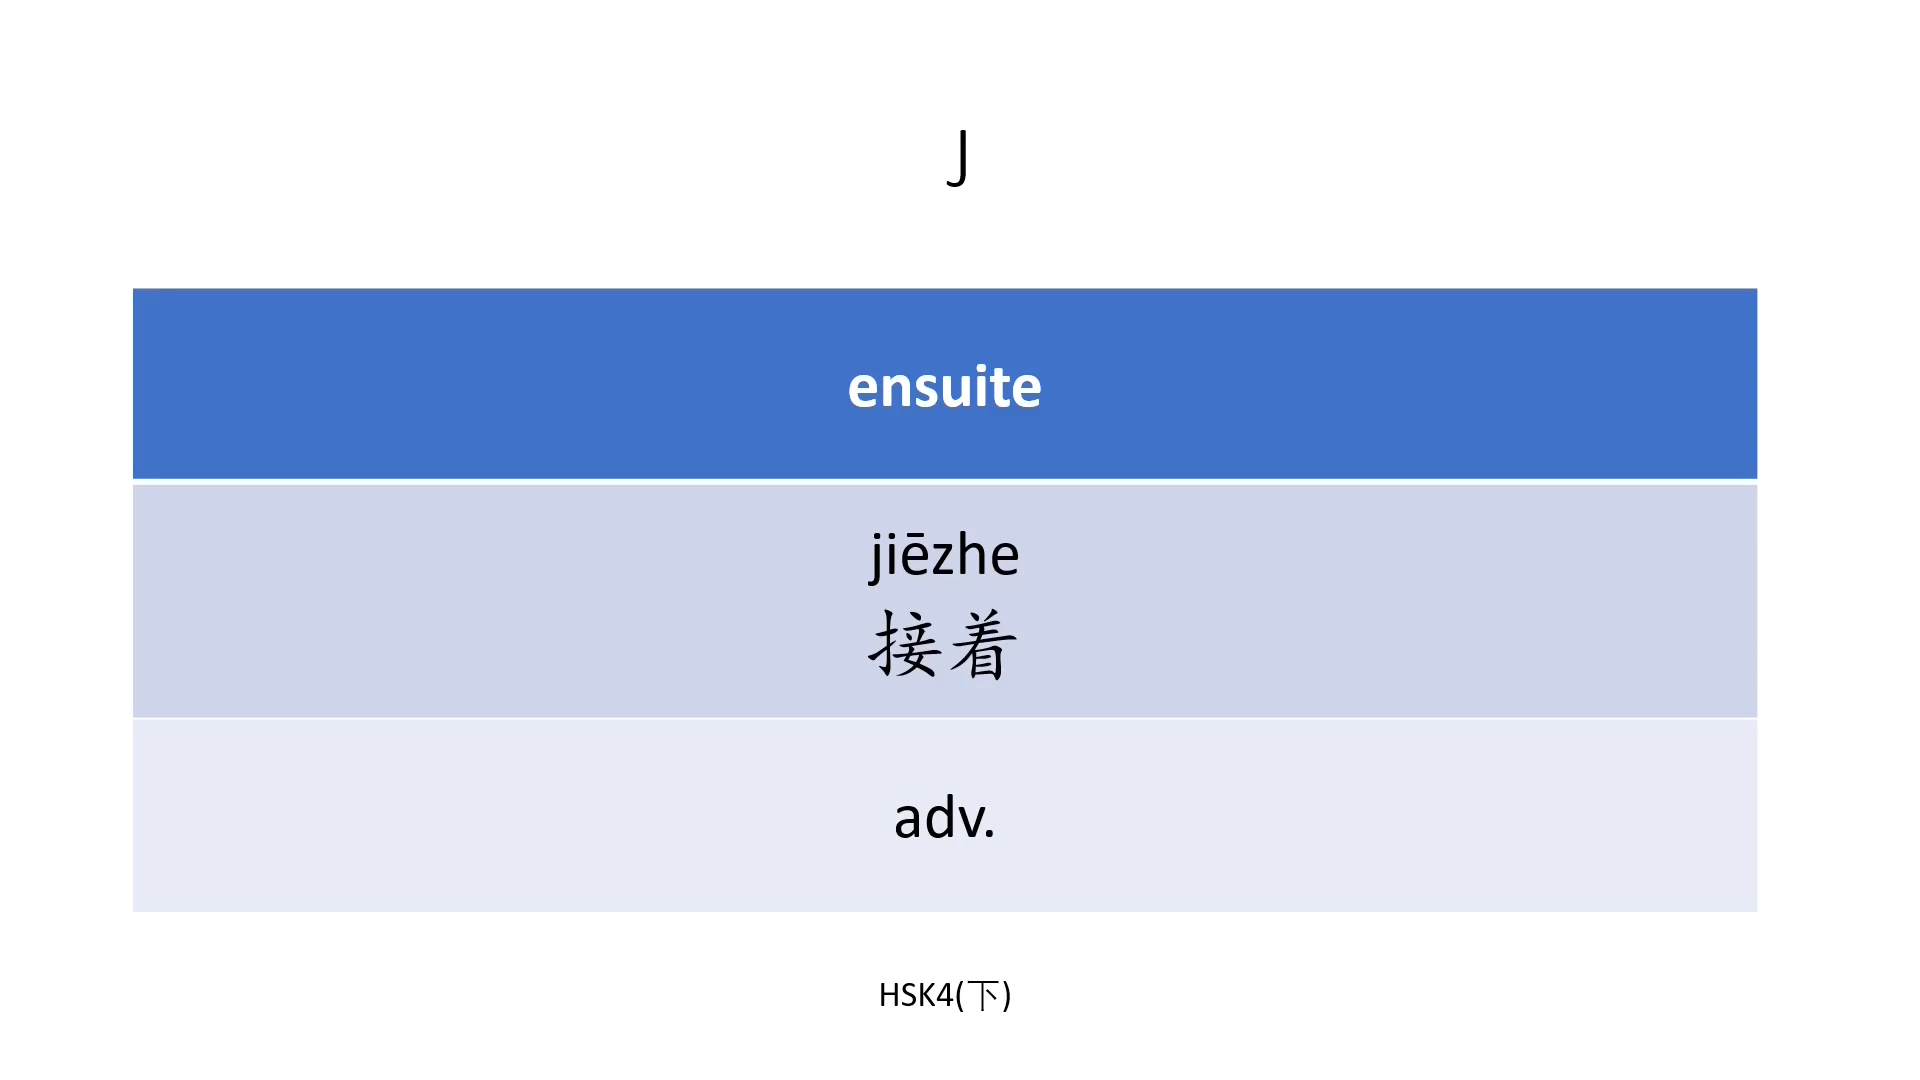 J
ensuite
jiēzhe
接着
adv.
HSK4(下)